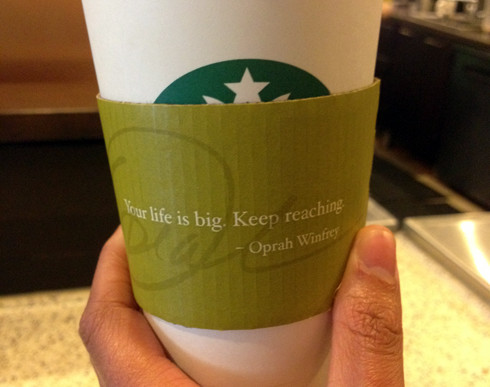 Your life is big. Keep reaching.
– Oprah Winfrey